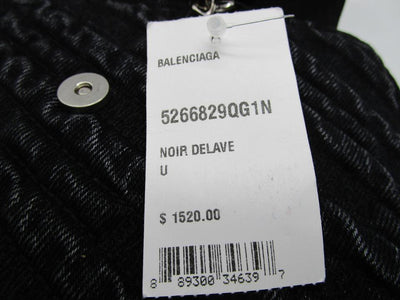 BALENCIAGA
5266829QG1N
NOIR DELAVE
U
$ 1520.00
8 89300 34639 7